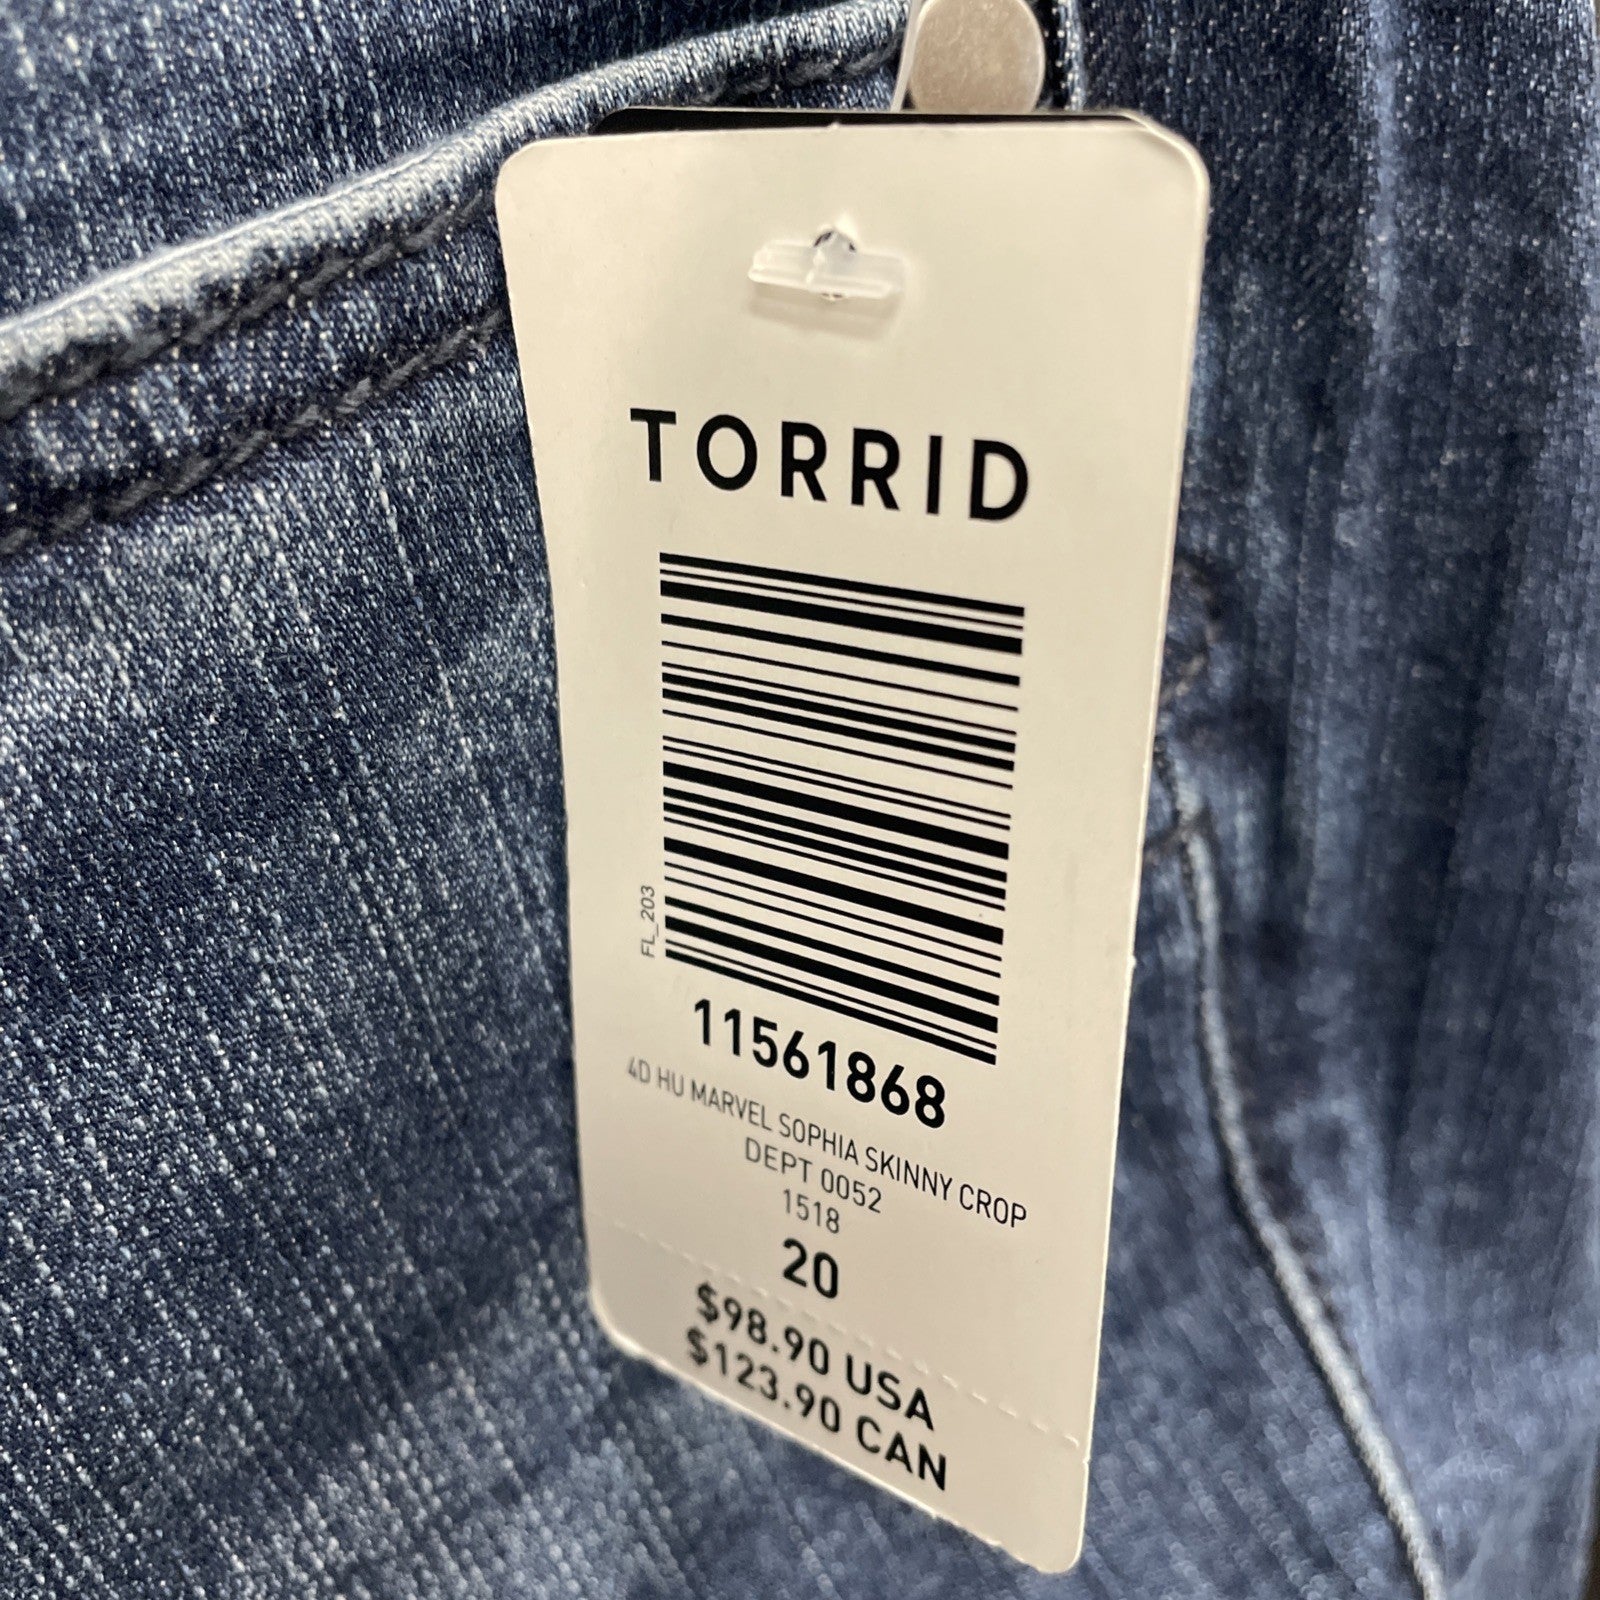 TORRID
FL_203
11561868
4D HU MARVEL SOPHIA SKINNY CROP
DEPT 0052
1518
20
$98.90 USA
$123.90 CAN